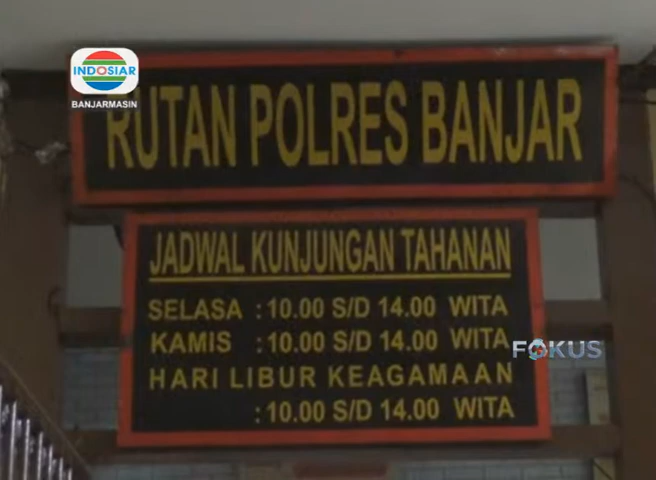 INDOSIAR
BANJARMASIN
RUTAN POLRES BANJAR
JADWAL KUNJUNGAN TAHANAN
SELASA : 10.00 S/D 14.00 WITA
KAMIS : 10.00 S/D 14.00 WITA
FOKUS
HARI LIBUR KEAGAMAAN
: 10.00 S/D 14.00 WITA